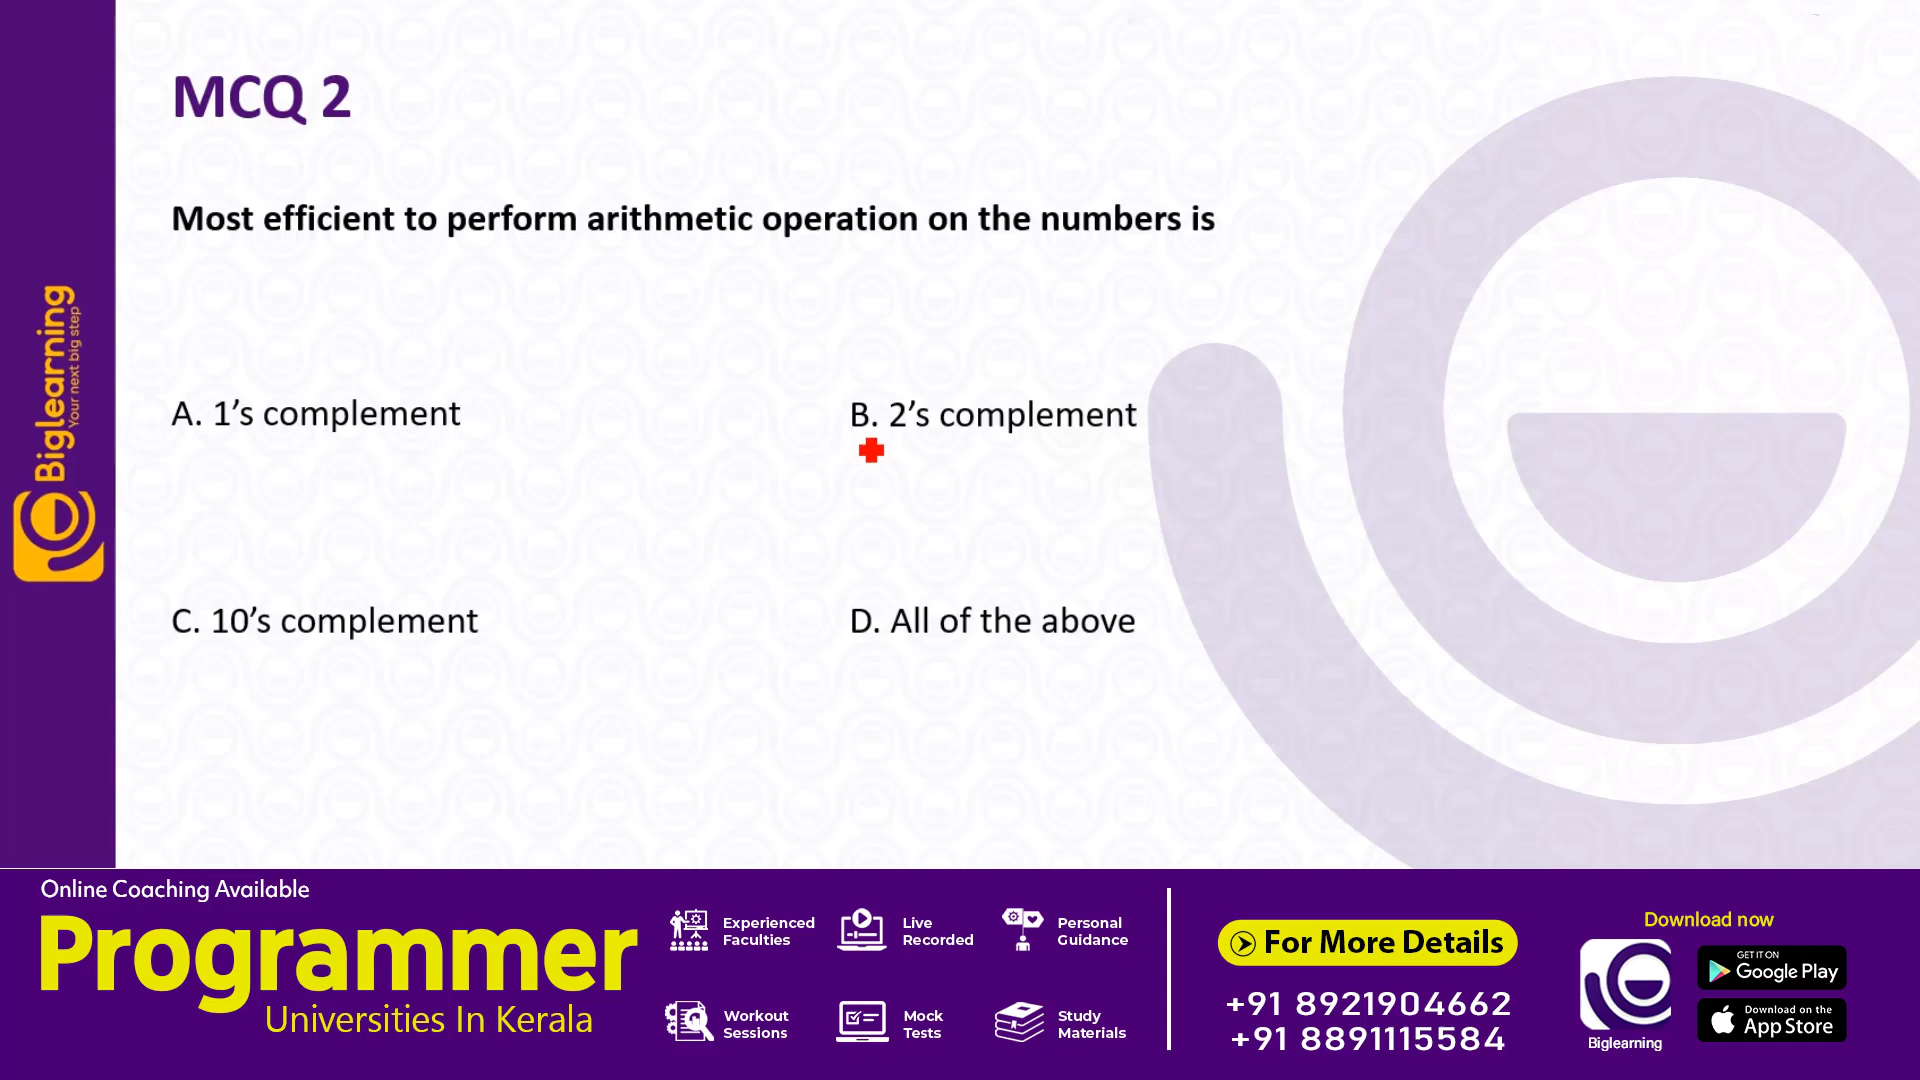 MCQ 2
Most efficient to perform arithmetic operation on the numbers is
A. 1’s complement
B. 2’s complement
C. 10’s complement
D. All of the above
Biglearning
Your next big step
Online Coaching Available
Programmer
Universities In Kerala
Experienced
Faculties
Live
Recorded
Personal
Guidance
Workout
Sessions
Mock
Tests
Study
Materials
For More Details
+91 8921904662
+91 8891115584
Download now
Biglearning
GET IT ON
Google Play
Download on the
App Store